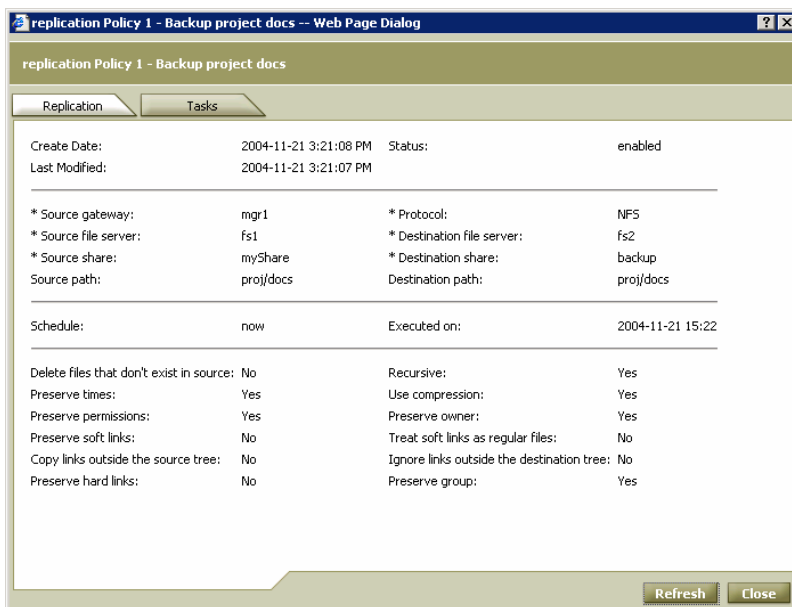 replication Policy 1 - Backup project docs -- Web Page Dialog
replication Policy 1 - Backup project docs
Replication Tasks
Create Date: 2004-11-21 3:21:08 PM Status: enabled
Last Modified: 2004-11-21 3:21:07 PM
* Source gateway: mgr1 * Protocol: NFS
* Source file server: fs1 * Destination file server: fs2
* Source share: myShare * Destination share: backup
Source path: proj/docs Destination path: proj/docs
Schedule: now Executed on: 2004-11-21 15:22
Delete files that don't exist in source: No Recursive: Yes
Preserve times: Yes Use compression: Yes
Preserve permissions: Yes Preserve owner: Yes
Preserve soft links: No Treat soft links as regular files: No
Copy links outside the source tree: No Ignore links outside the destination tree: No
Preserve hard links: No Preserve group: Yes
Refresh Close